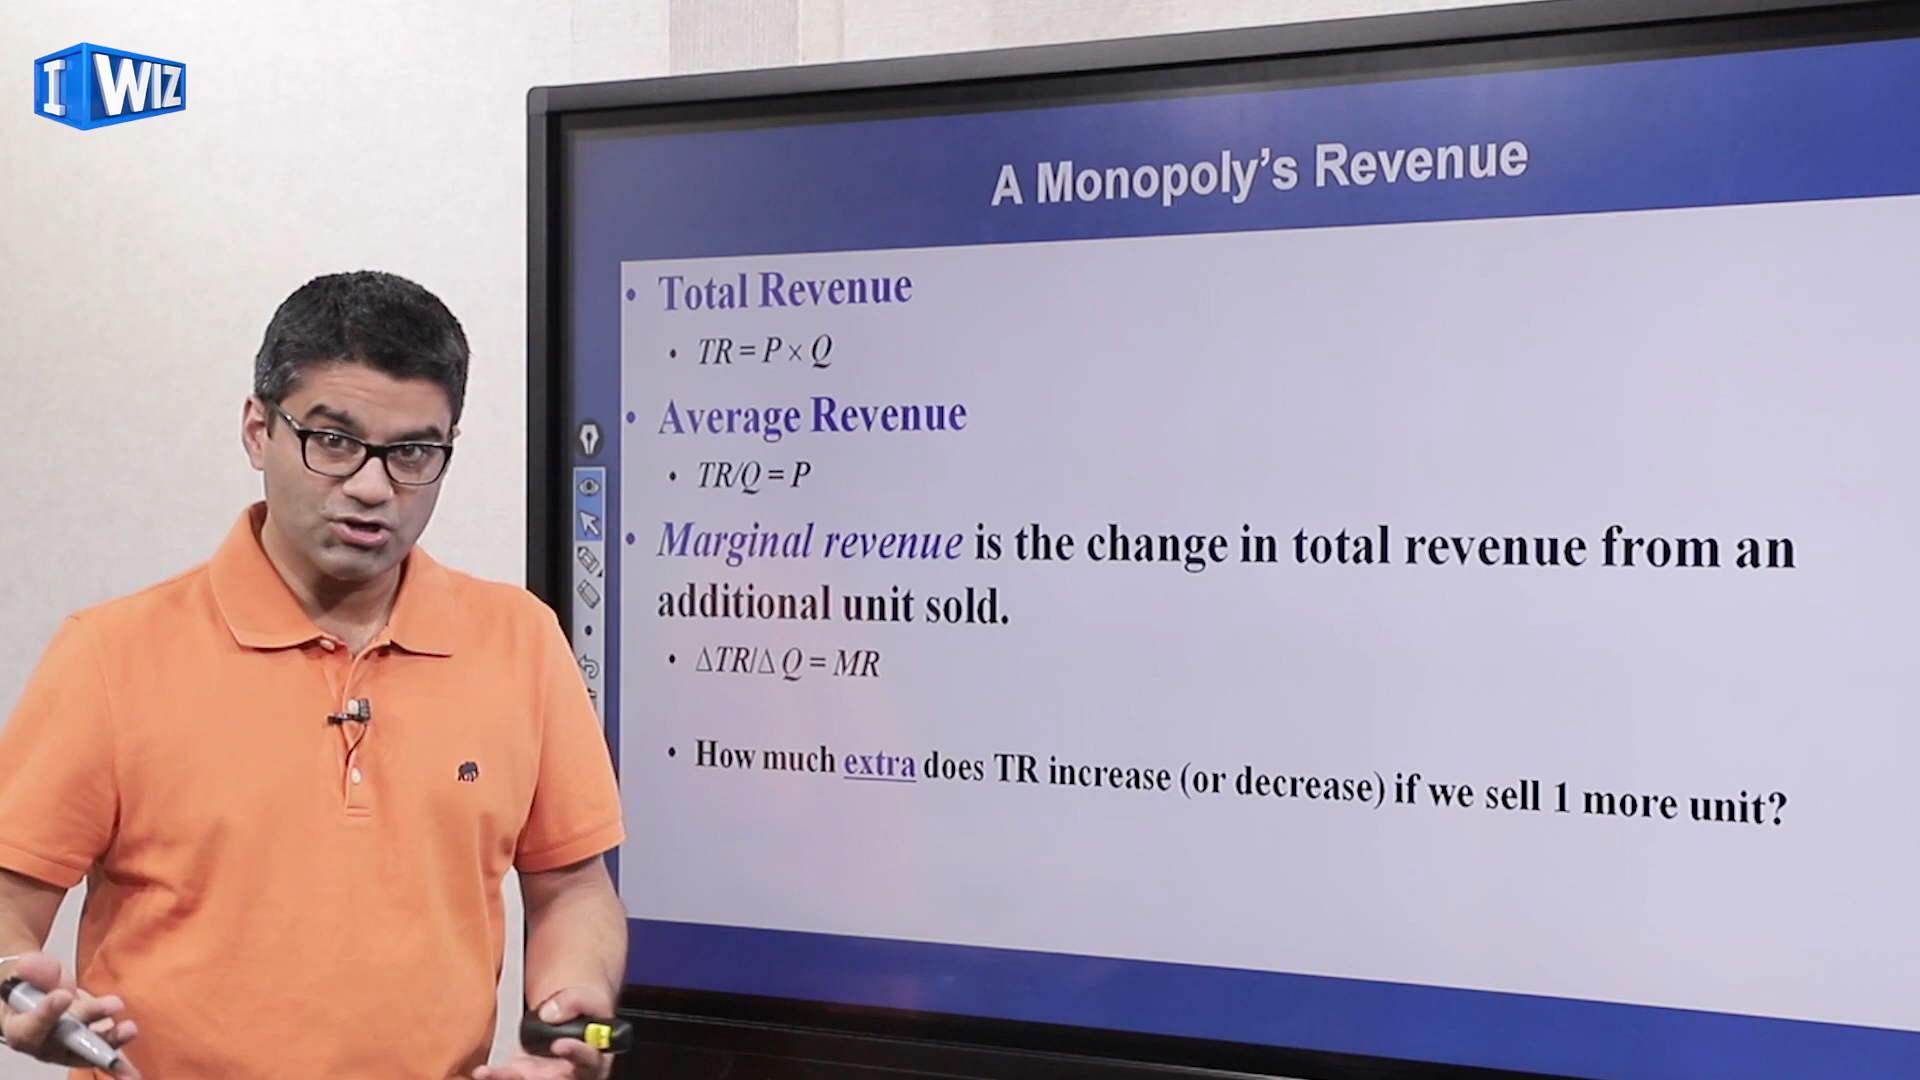 I WIZ
A Monopoly's Revenue
• Total Revenue
• TR = P × Q
• Average Revenue
• TR/Q = P
• Marginal revenue is the change in total revenue from an
additional unit sold.
• ΔTR/Δ Q = MR
• How much extra does TR increase (or decrease) if we sell 1 more unit?